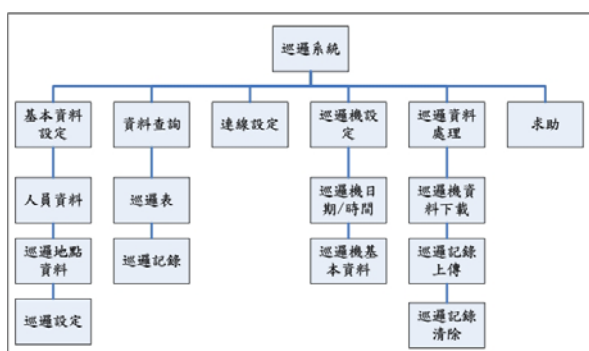 巡邏系統
基本資料
設定
資料查詢
連線設定
巡邏機設
定
巡邏資料
處理
求助
人員資料
巡邏地點
資料
巡邏設定
巡邏表
巡邏記錄
巡邏機日
期/時間
巡邏機基
本資料
巡邏機資
料下載
巡邏記錄
上傳
巡邏記錄
清除